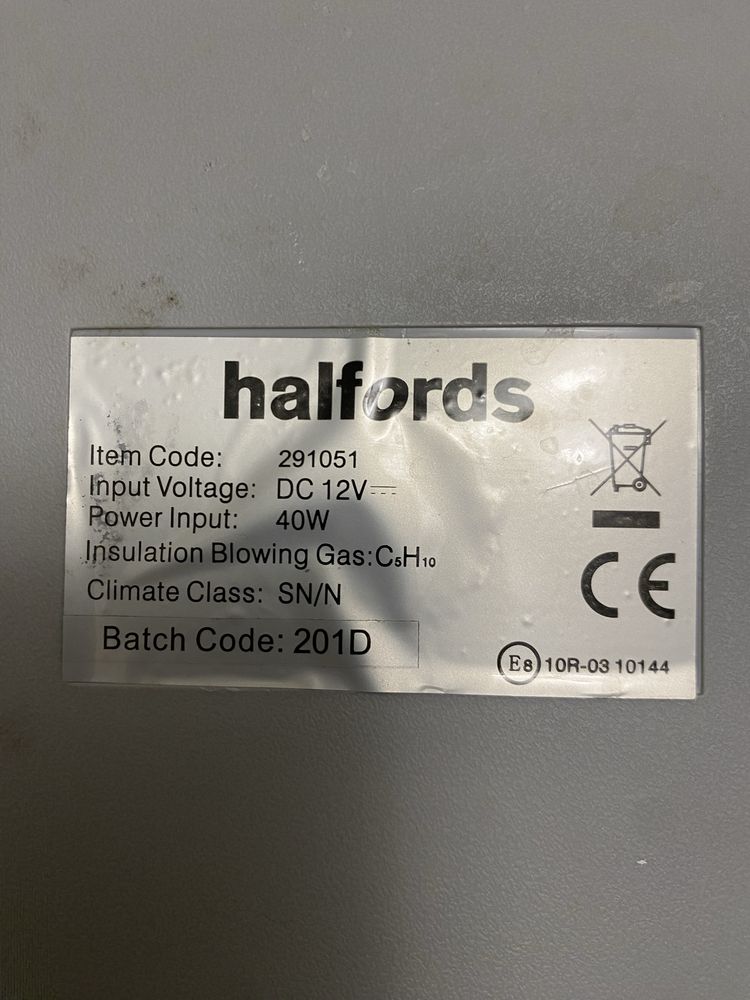 halfords
Item Code: 291051
Input Voltage: DC 12V⎓
Power Input: 40W
Insulation Blowing Gas:C₅H₁₀
Climate Class: SN/N
Batch Code: 201D
CE
E8 10R-03 10144